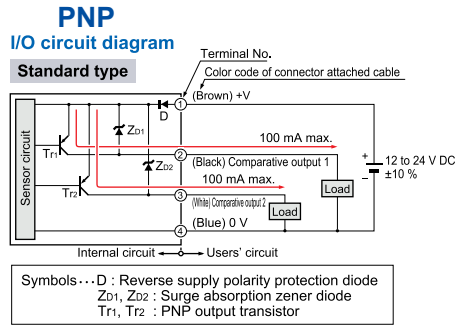 PNP
I/O circuit diagram
Standard type
Terminal No.
Color code of connector attached cable
Sensor circuit
D
1
(Brown) +V
ZD1
100 mA max.
Tr1
2
(Black) Comparative output 1
ZD2
12 to 24 V DC
±10 %
+
−
100 mA max.
Load
Tr2
3
(White) Comparative output 2
Load
4
(Blue) 0 V
Internal circuit
Users' circuit
Symbols ··· D : Reverse supply polarity protection diode
ZD1, ZD2 : Surge absorption zener diode
Tr1, Tr2 : PNP output transistor